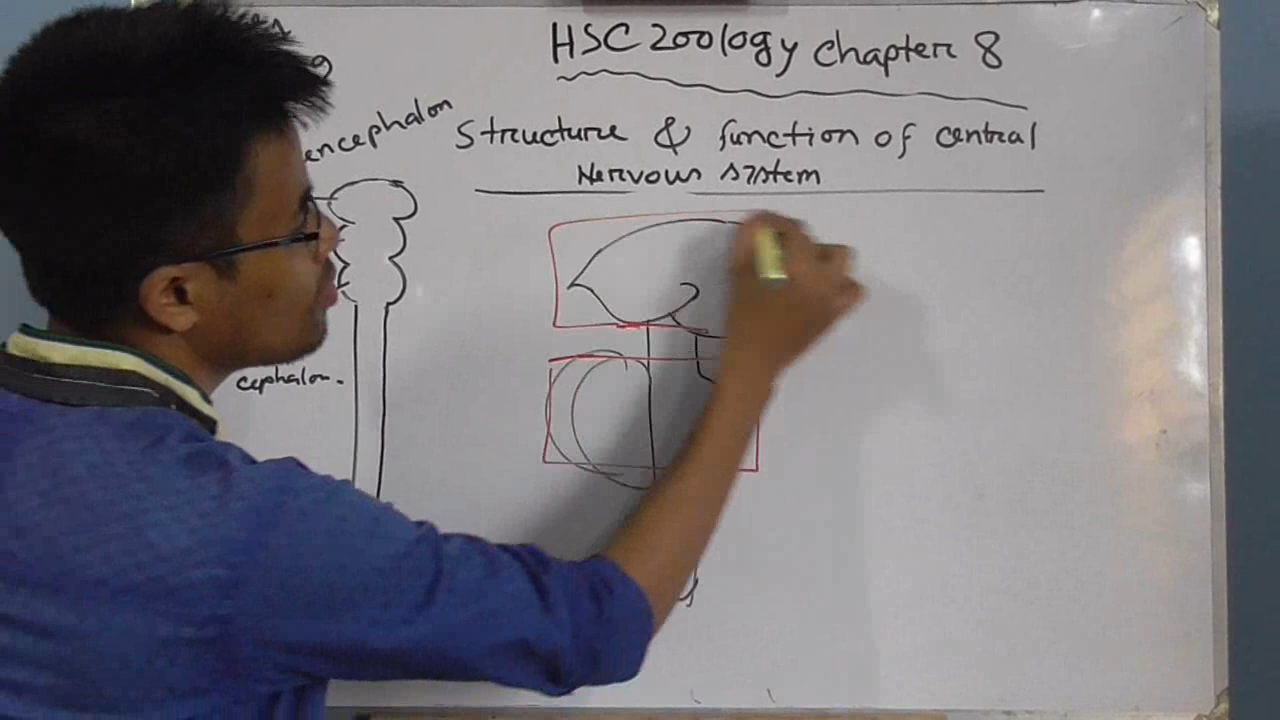 HSC Zoology Chapter 8
Structure & function of central
Nervous system
encephalon
cephalon.